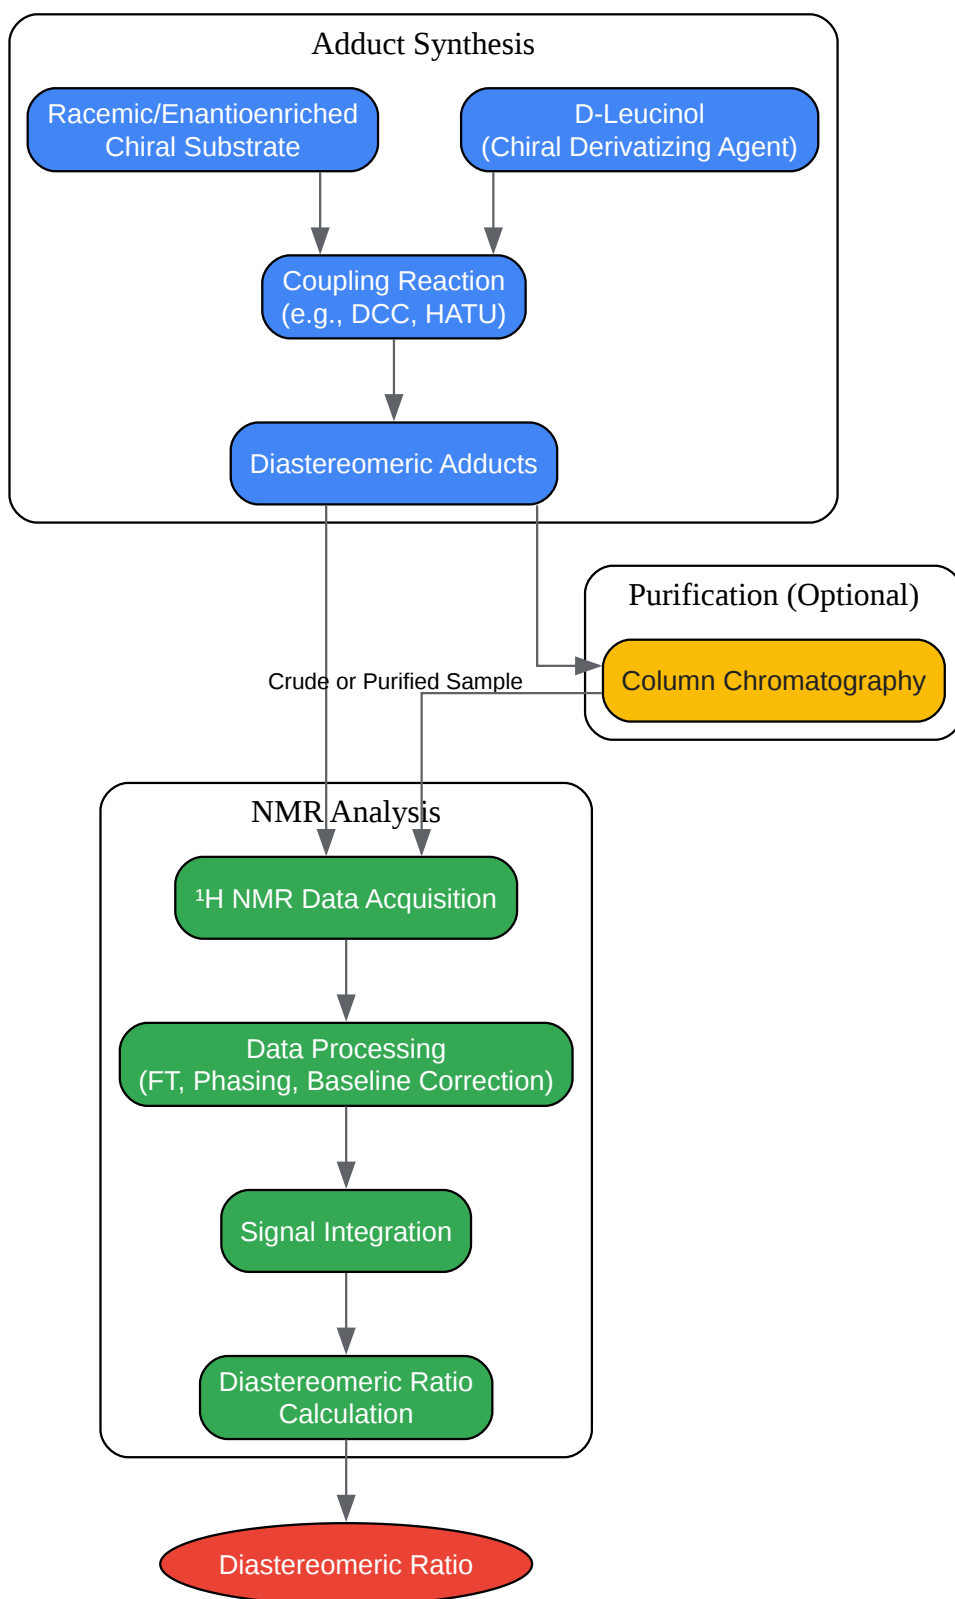 Adduct Synthesis
Racemic/Enantioenriched
Chiral Substrate
D-Leucinol
(Chiral Derivatizing Agent)
Coupling Reaction
(e.g., DCC, HATU)
Diastereomeric Adducts
Purification (Optional)
Column Chromatography
Crude or Purified Sample
NMR Analysis
¹H NMR Data Acquisition
Data Processing
(FT, Phasing, Baseline Correction)
Signal Integration
Diastereomeric Ratio
Calculation
Diastereomeric Ratio